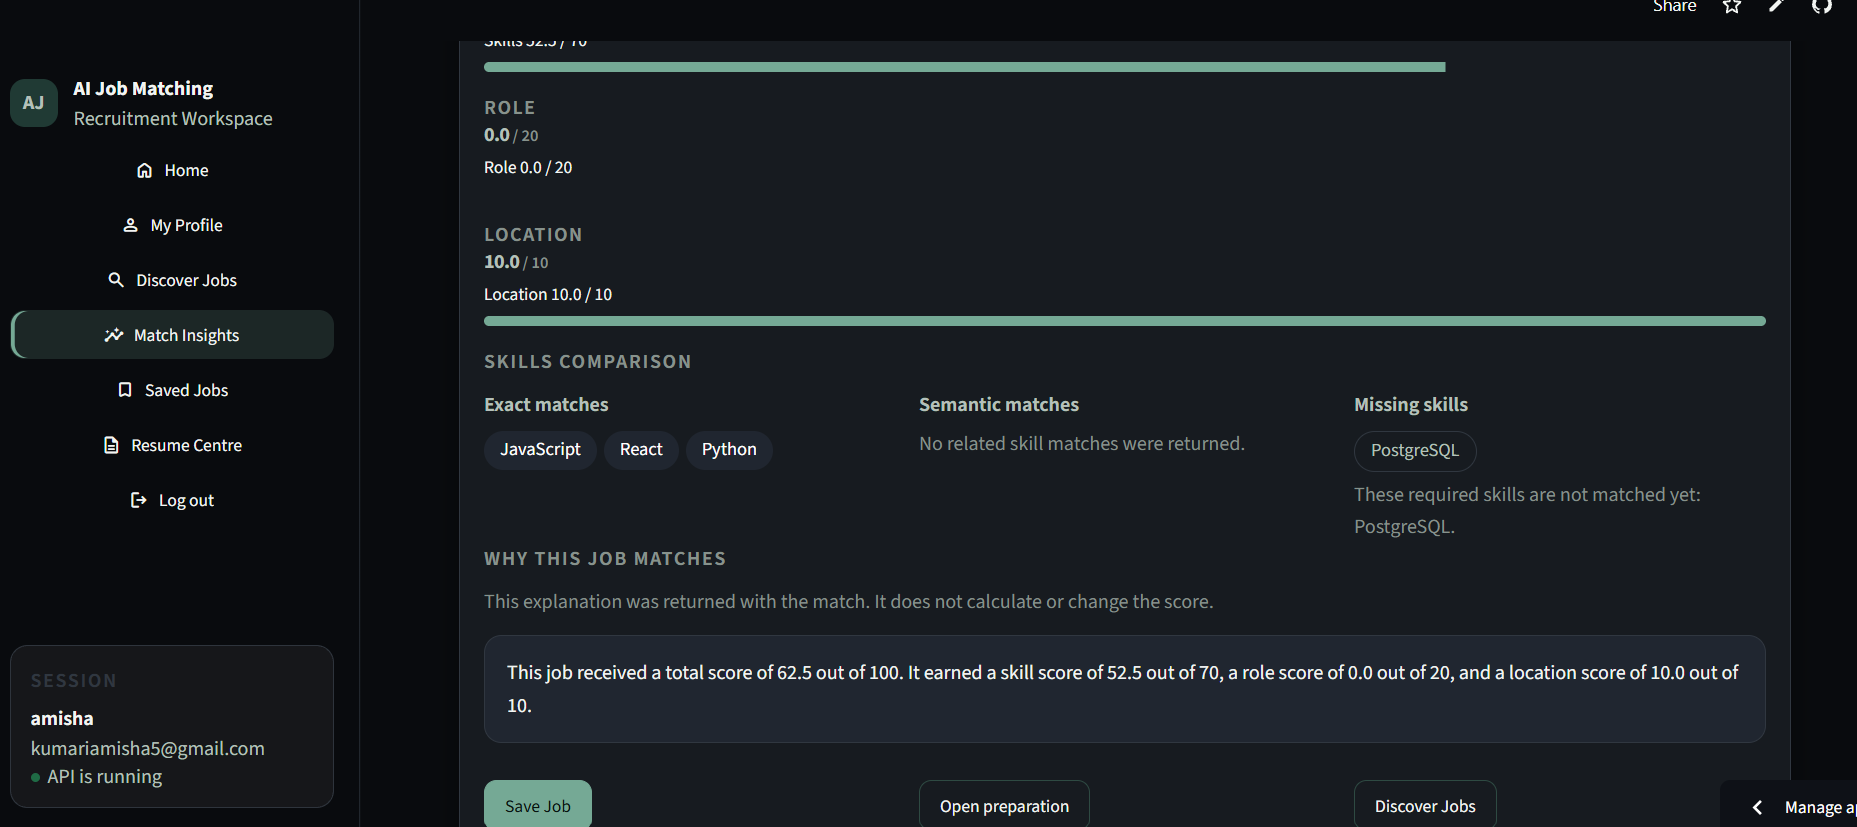 Share
AJ
AI Job Matching
Recruitment Workspace
Home
My Profile
Discover Jobs
Match Insights
Saved Jobs
Resume Centre
Log out
SESSION
amisha
kumariamisha5@gmail.com
API is running
Skills 52.5 / 70
ROLE
0.0 / 20
Role 0.0 / 20
LOCATION
10.0 / 10
Location 10.0 / 10
SKILLS COMPARISON
Exact matches
JavaScript React Python
Semantic matches
No related skill matches were returned.
Missing skills
PostgreSQL
These required skills are not matched yet:
PostgreSQL.
WHY THIS JOB MATCHES
This explanation was returned with the match. It does not calculate or change the score.
This job received a total score of 62.5 out of 100. It earned a skill score of 52.5 out of 70, a role score of 0.0 out of 20, and a location score of 10.0 out of
10.
Save Job
Open preparation
Discover Jobs
Manage